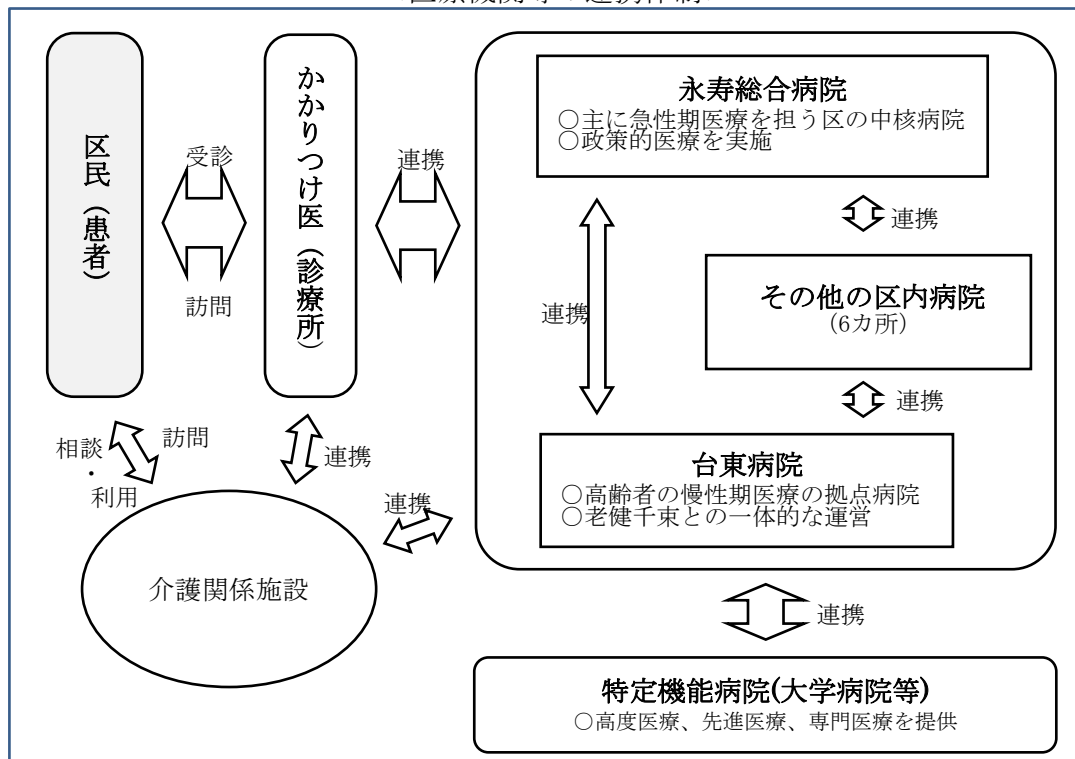 区民（患者）
受診
訪問
かかりつけ医（診療所）
連携
永寿総合病院
○主に急性期医療を担う区の中核病院
○政策的医療を実施
連携
連携
その他の区内病院
（6カ所）
連携
台東病院
○高齢者の慢性期医療の拠点病院
○老健千束との一体的な運営
相談
・
利用
訪問
連携
連携
介護関係施設
連携
特定機能病院(大学病院等)
○高度医療、先進医療、専門医療を提供